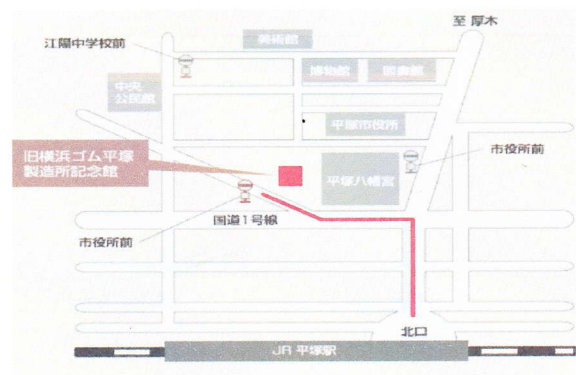 至 厚木
江陽中学校前
美術館
博物館
図書館
中央
公民館
平塚市役所
市役所前
旧横浜ゴム平塚
製造所記念館
平塚八幡宮
国道1号線
市役所前
北口
JR 平塚駅